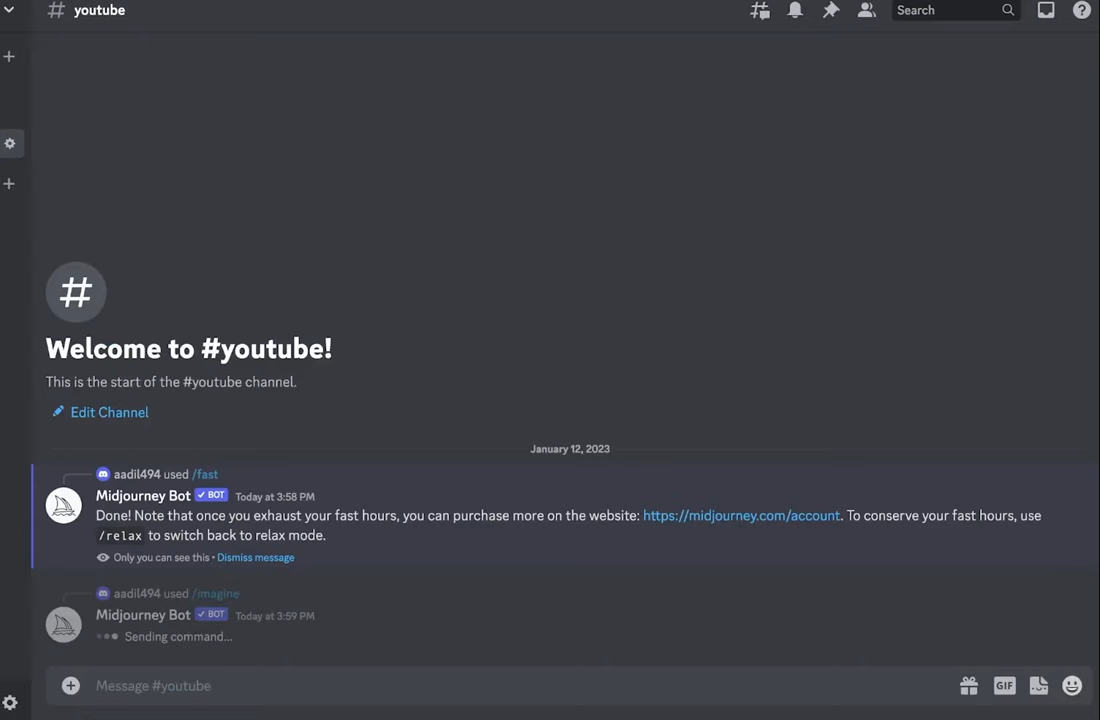 # youtube
Search
Welcome to #youtube!
This is the start of the #youtube channel.
Edit Channel
January 12, 2023
aadil494 used /fast
Midjourney Bot ✓ BOT Today at 3:58 PM
Done! Note that once you exhaust your fast hours, you can purchase more on the website: https://midjourney.com/account. To conserve your fast hours, use
/relax to switch back to relax mode.
Only you can see this • Dismiss message
aadil494 used /imagine
Midjourney Bot ✓ BOT Today at 3:59 PM
Sending command...
Message #youtube
GIF